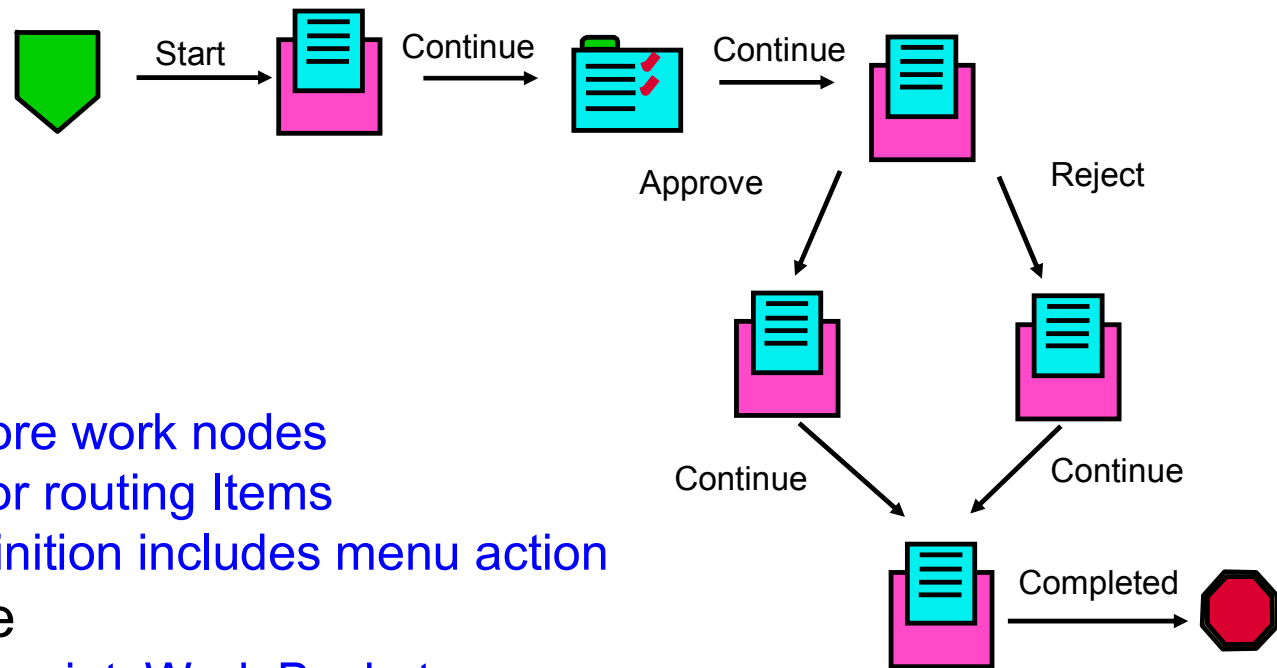 Start
Continue
Continue
Approve
Reject
Continue
Continue
ore work nodes
or routing Items
inition includes menu action
e
Completed